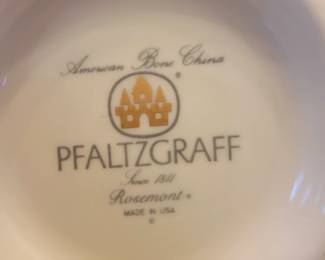 American Bone China
®
PFALTZGRAFF
Since 1811
Rosemont ®
MADE IN USA
©